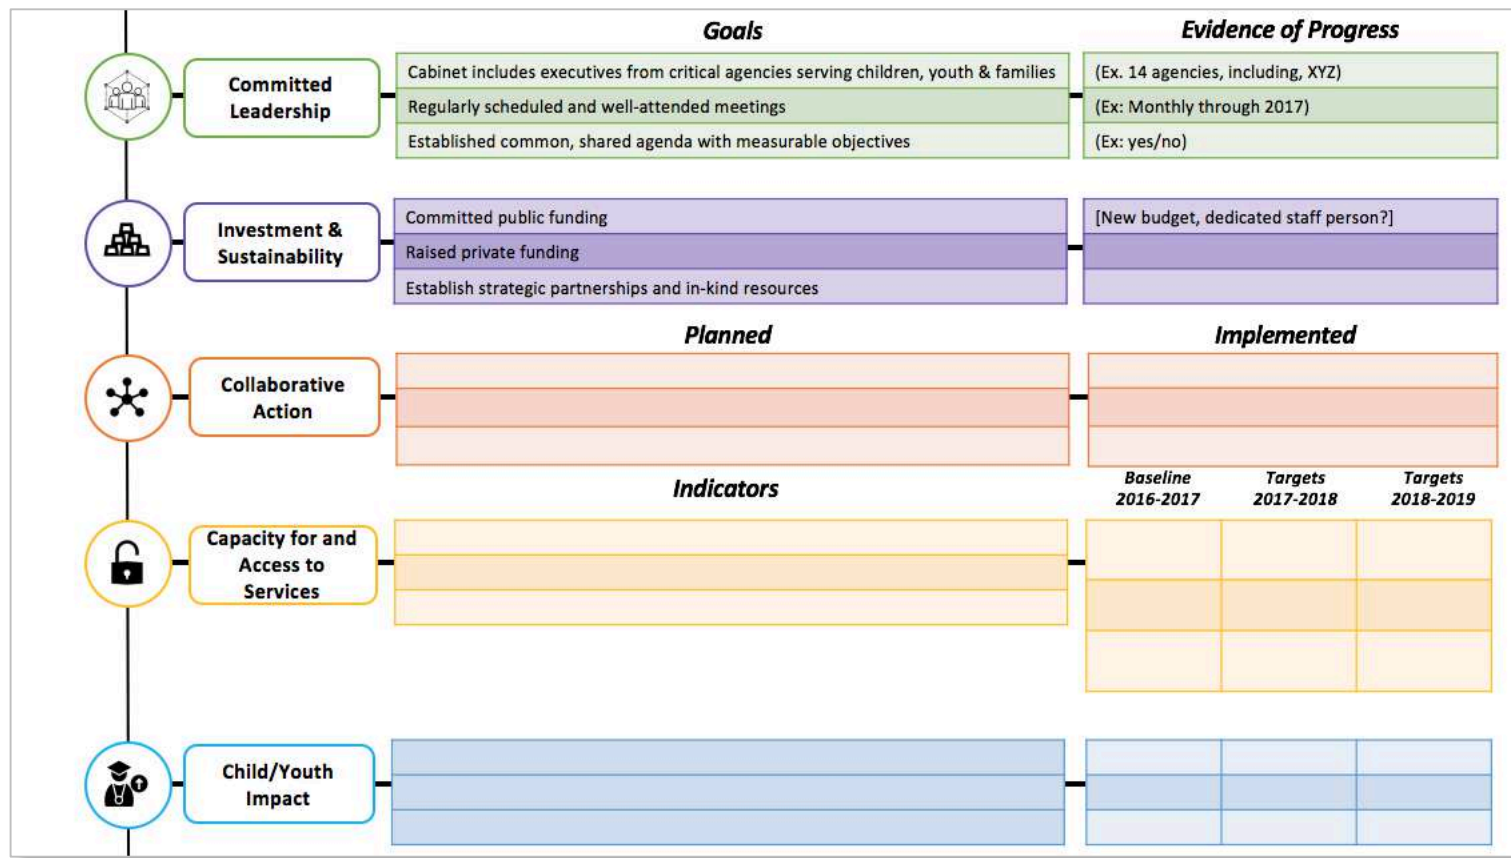 Goals
Evidence of Progress
Committed
Leadership
Cabinet includes executives from critical agencies serving children, youth & families
(Ex. 14 agencies, including, XYZ)
Regularly scheduled and well-attended meetings
(Ex: Monthly through 2017)
Established common, shared agenda with measurable objectives
(Ex: yes/no)
Investment &
Sustainability
Committed public funding
[New budget, dedicated staff person?]
Raised private funding
Establish strategic partnerships and in-kind resources
Planned
Implemented
Collaborative
Action
Indicators
Baseline
2016-2017
Targets
2017-2018
Targets
2018-2019
Capacity for and
Access to
Services
Child/Youth
Impact